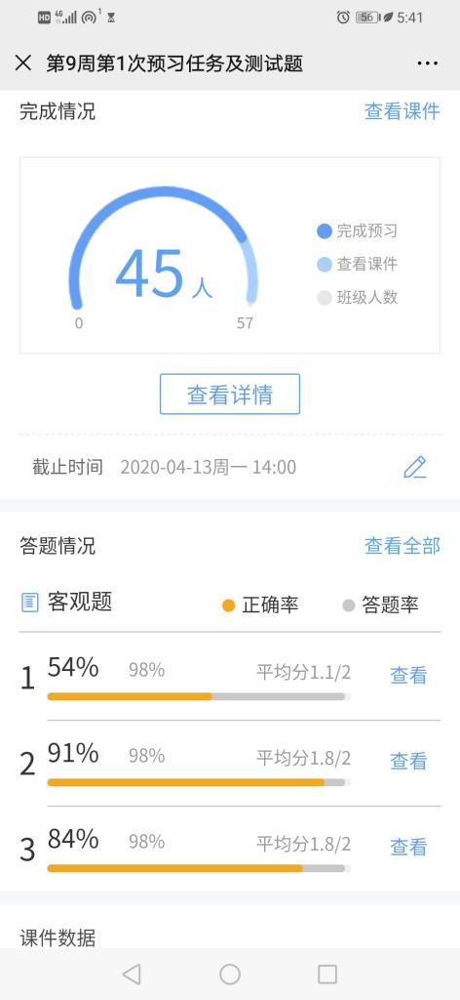 HD 4G 1 56 5:41
第9周第1次预习任务及测试题
完成情况 查看课件
完成预习
45人
查看课件
班级人数
0 57
查看详情
截止时间 2020-04-13周一 14:00
答题情况 查看全部
客观题 正确率 答题率
1 54% 98% 平均分1.1/2 查看
2 91% 98% 平均分1.8/2 查看
3 84% 98% 平均分1.8/2 查看
课件数据